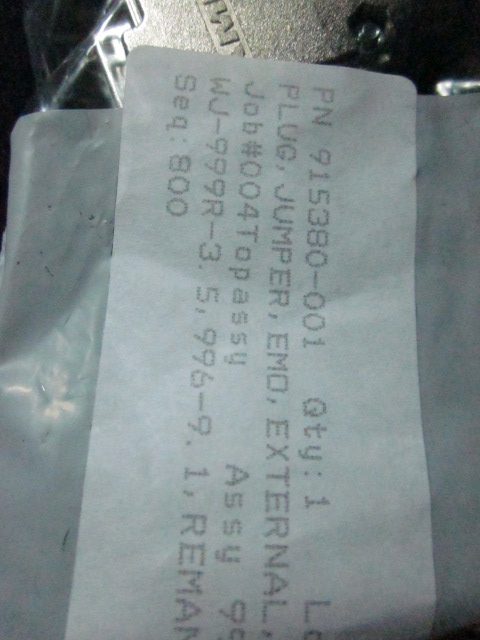 PN 915380-001 Qty: 1
PLUG, JUMPER, EMO, EXTERNAL,
Job#004Topassy Assy
WJ-999R-3.5,996-9.1, REMAN
Seq: 800